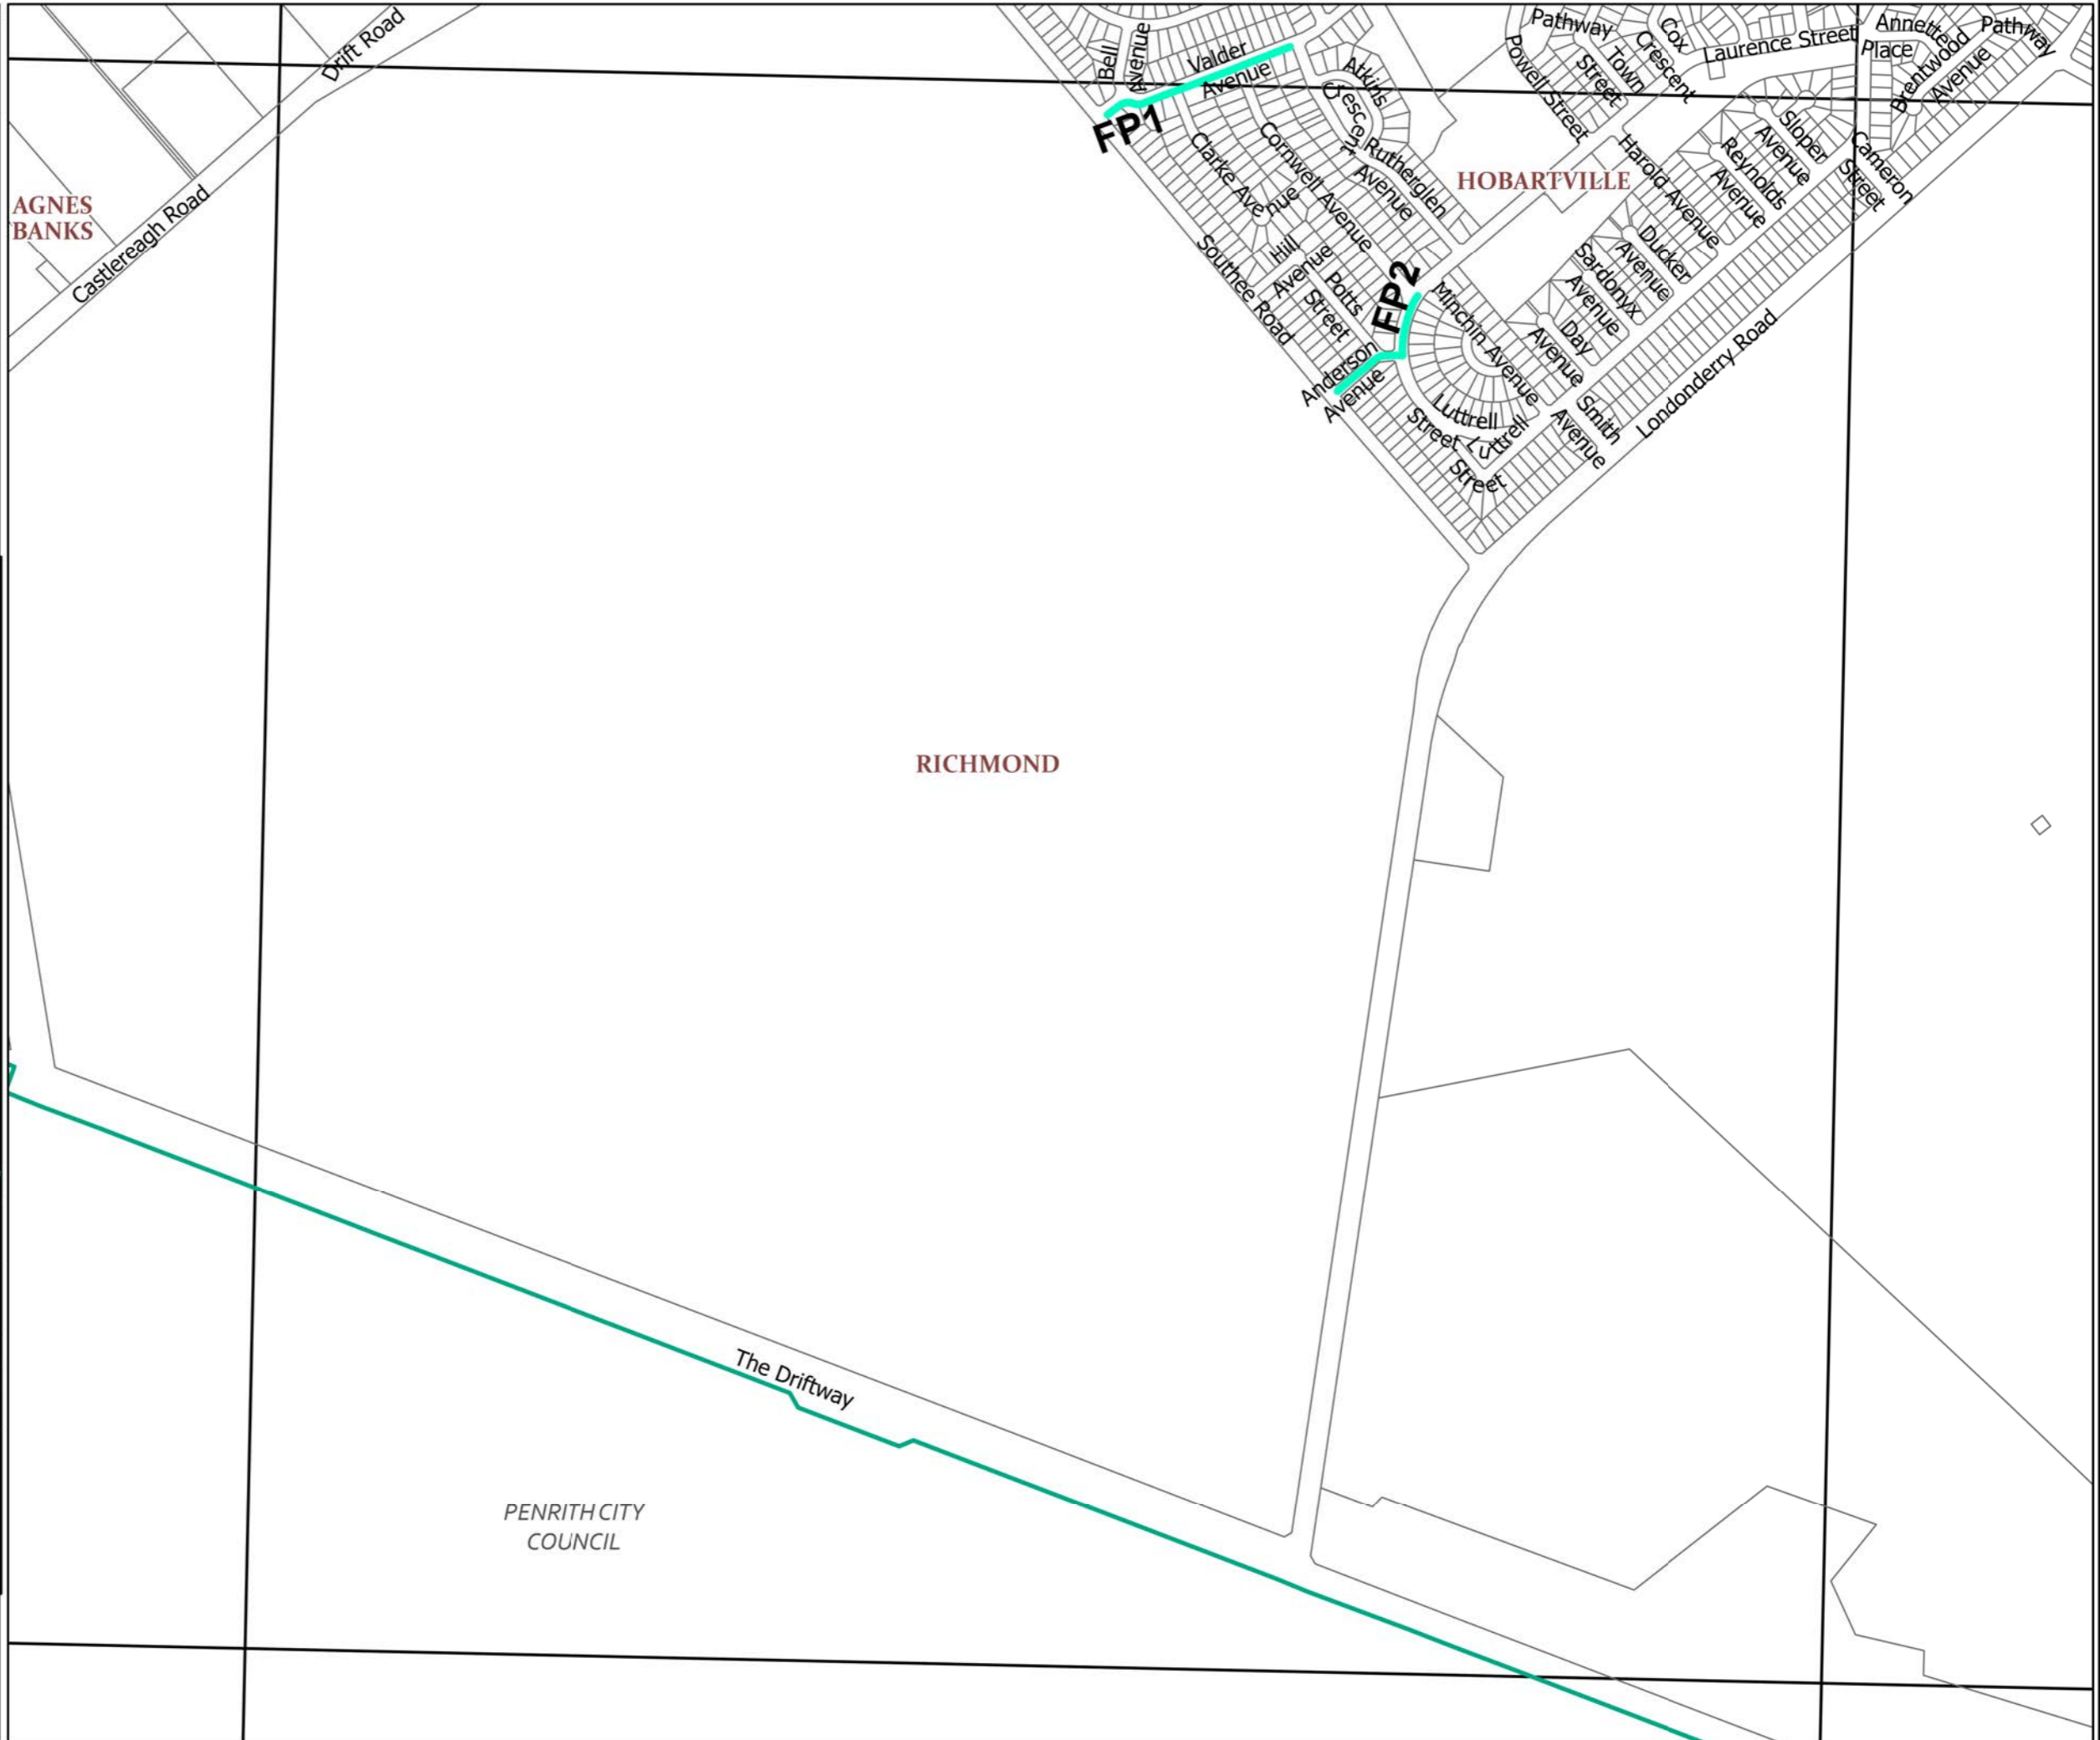 Drift Road
Castlereagh Road
AGNES
BANKS
Bell
Avenue
Valder
Avenue
FP1
Atkins
Crescent
Clarke Avenue
Cornwell Avenue
Rutherglen
Avenue
HOBARTVILLE
Pathway
Cox
Crescent
Town
Street
Powell Street
Laurence Street
Annette
Place
Pathway
Brentwood
Avenue
Sloper
Avenue
Cameron
Street
Reynolds
Avenue
Harold Avenue
Ducker
Avenue
Sardonyx
Avenue
Day
Avenue
Southee Road
Hill
Avenue
Potts
Street
FP2
Minchin Avenue
Anderson
Avenue
Luttrell
Street
Luttrell
Street
Smith
Avenue
Londonderry Road
RICHMOND
The Driftway
PENRITH CITY
COUNCIL